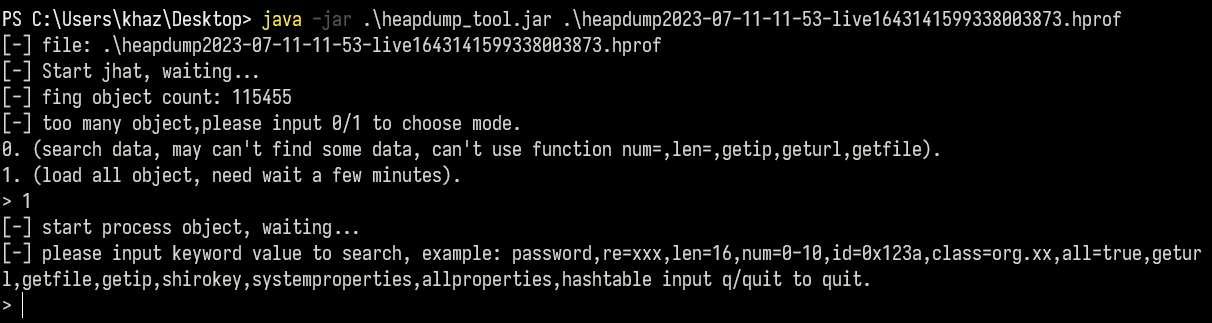 PS C:\Users\khaz\Desktop> java -jar .\heapdump_tool.jar .\heapdump2023-07-11-11-53-live1643141599338003873.hprof
[-] file: .\heapdump2023-07-11-11-53-live1643141599338003873.hprof
[-] Start jhat, waiting...
[-] fing object count: 115455
[-] too many object,please input 0/1 to choose mode.
0. (search data, may can't find some data, can't use function num=,len=,getip,geturl,getfile).
1. (load all object, need wait a few minutes).
> 1
[-] start process object, waiting...
[-] please input keyword value to search, example: password,re=xxx,len=16,num=0-10,id=0x123a,class=org.xx,all=true,getur
l,getfile,getip,shirokey,systemproperties,allproperties,hashtable input q/quit to quit.
>